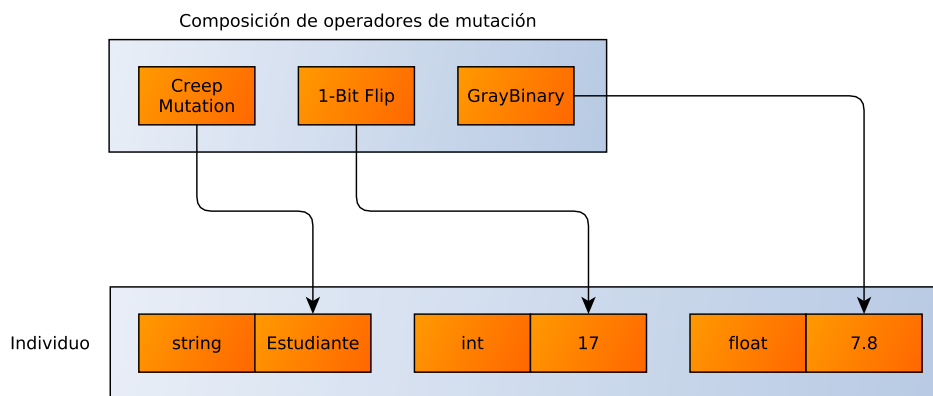 Composición de operadores de mutación
Creep
Mutation
1-Bit Flip
GrayBinary
Individuo
string
Estudiante
int
17
float
7.8